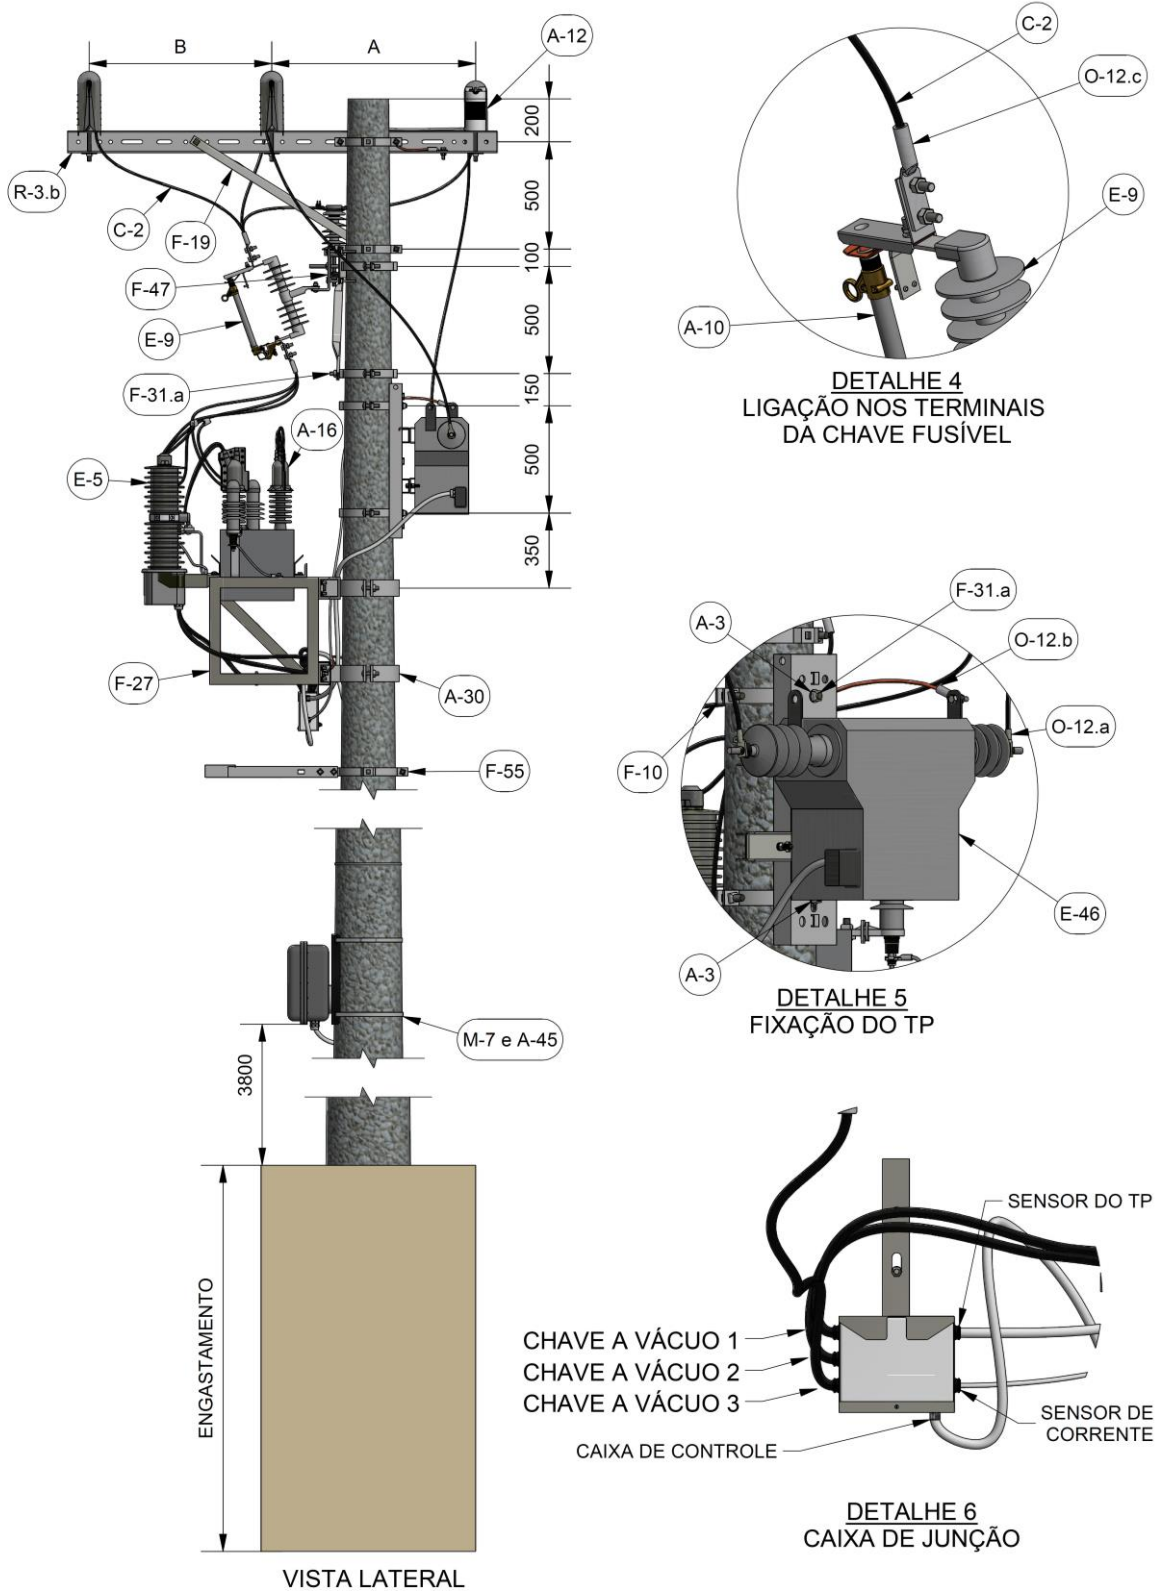 B
A
A-12
200
R-3.b
C-2
F-19
500
F-47
100
E-9
500
F-31.a
150
A-16
E-5
500
350
F-27
A-30
F-55
M-7 e A-45
3800
ENGASTAMENTO
VISTA LATERAL
C-2
O-12.c
E-9
A-10
DETALHE 4
LIGAÇÃO NOS TERMINAIS
DA CHAVE FUSÍVEL
F-31.a
A-3
O-12.b
O-12.a
F-10
E-46
A-3
DETALHE 5
FIXAÇÃO DO TP
SENSOR DO TP
CHAVE A VÁCUO 1
CHAVE A VÁCUO 2
CHAVE A VÁCUO 3
SENSOR DE
CORRENTE
CAIXA DE CONTROLE
DETALHE 6
CAIXA DE JUNÇÃO